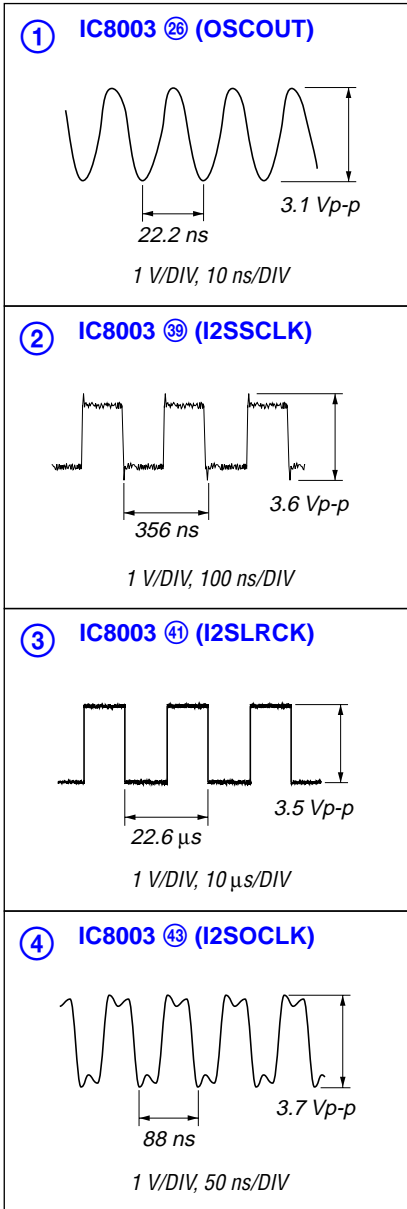 ① IC8003 ㉖ (OSCOUT)
3.1 Vp-p
22.2 ns
1 V/DIV, 10 ns/DIV
② IC8003 ㊴ (I2SSCLK)
3.6 Vp-p
356 ns
1 V/DIV, 100 ns/DIV
③ IC8003 ㊶ (I2SLRCK)
3.5 Vp-p
22.6 µs
1 V/DIV, 10 µs/DIV
④ IC8003 ㊸ (I2SOCLK)
3.7 Vp-p
88 ns
1 V/DIV, 50 ns/DIV